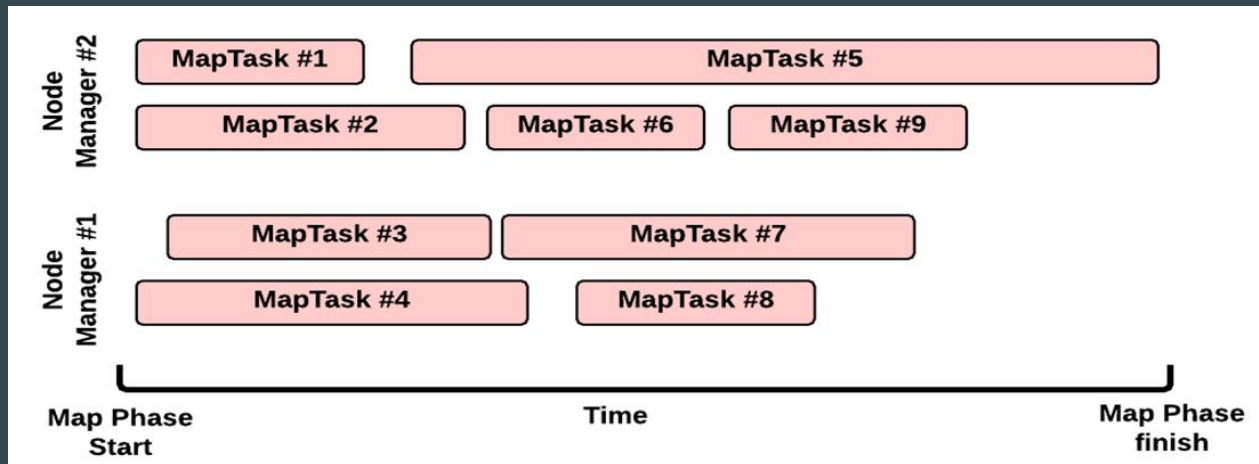 Node
Manager #2
MapTask #1
MapTask #5
MapTask #2
MapTask #6
MapTask #9
Node
Manager #1
MapTask #3
MapTask #7
MapTask #4
MapTask #8
Map Phase
Start
Time
Map Phase
finish